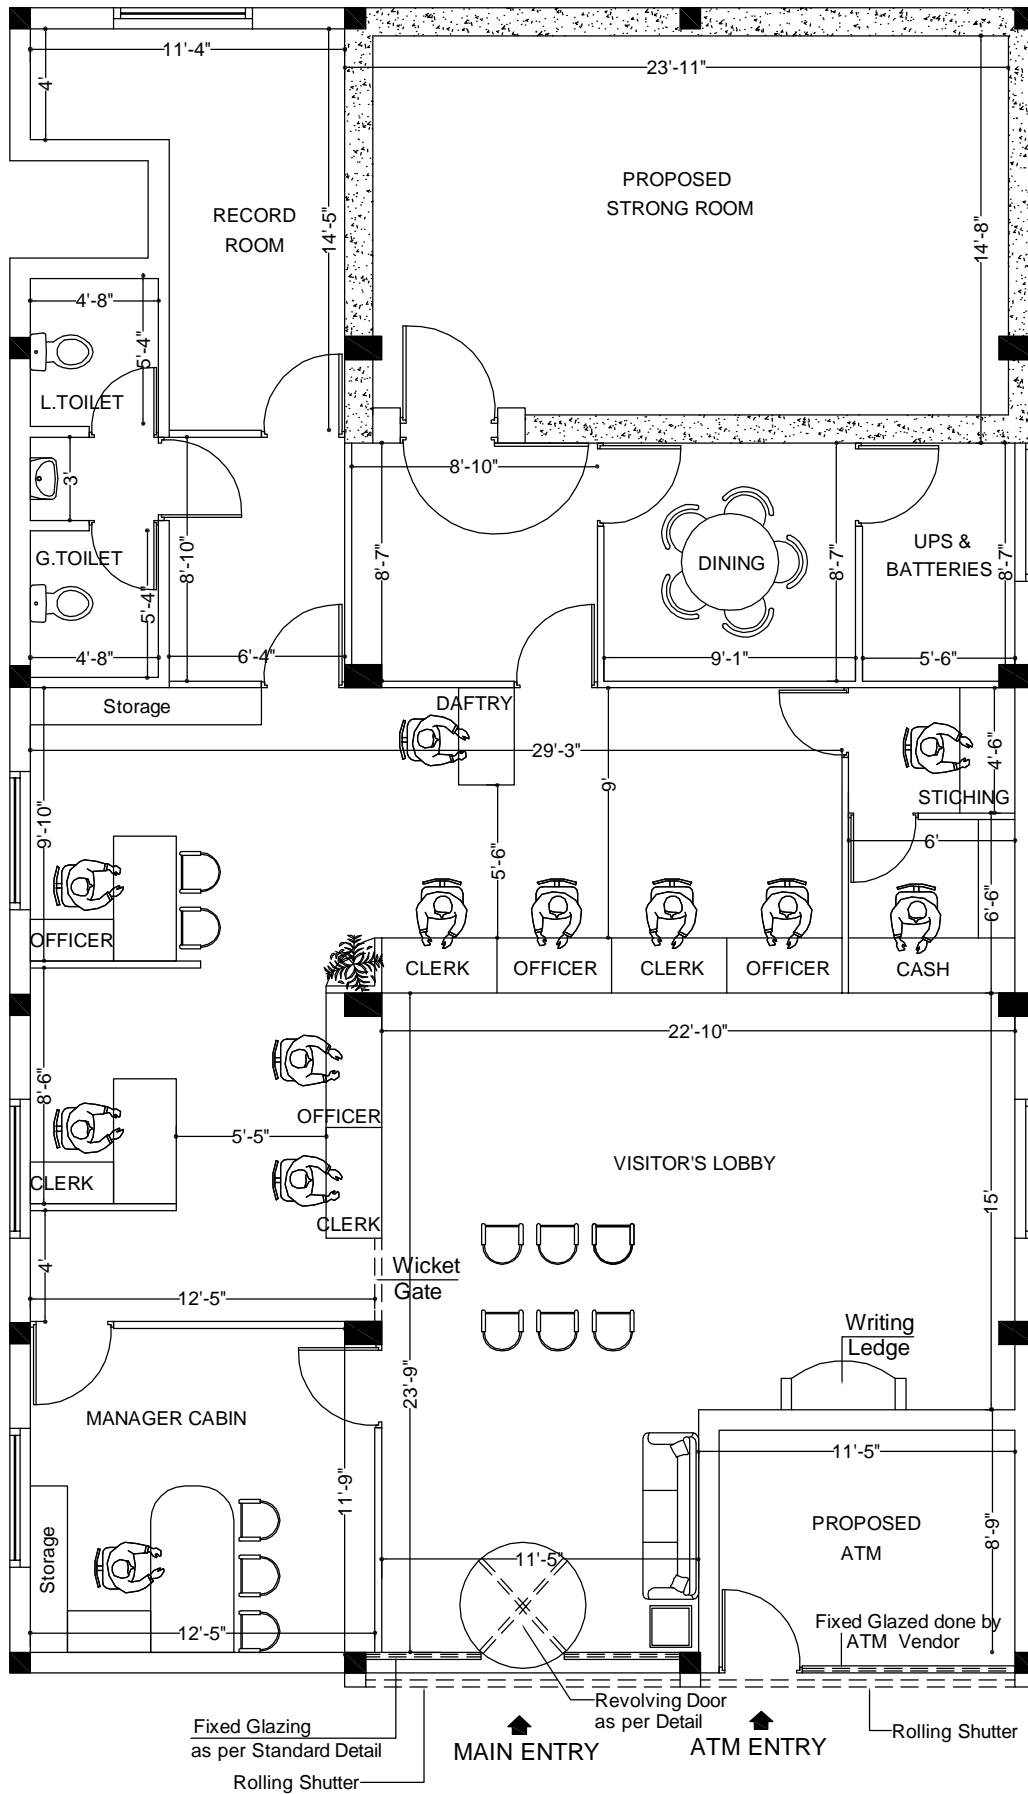 11'-4"
23'-11"
4'
PROPOSED
STRONG ROOM
RECORD
ROOM
14'-5"
14'-8"
4'-8"
5'-4"
L.TOILET
8'-10"
3'
G.TOILET
5'-4"
8'-10"
8'-7"
DINING
8'-7"
UPS &
BATTERIES
8'-7"
4'-8"
6'-4"
9'-1"
5'-6"
Storage
DAFTRY
29'-3"
4'-6"
STICHING
9'
9'-10"
5'-6"
6'
6'-6"
OFFICER
CLERK
OFFICER
CLERK
OFFICER
CASH
22'-10"
8'-6"
OFFICER
5'-5"
VISITOR'S LOBBY
CLERK
CLERK
15'
4'
Wicket
Gate
12'-5"
Writing
Ledge
23'-9"
MANAGER CABIN
11'-5"
11'-9"
PROPOSED
ATM
8'-9"
Storage
11'-5"
12'-5"
Fixed Glazed done by
ATM Vendor
Revolving Door
as per Detail
Fixed Glazing
as per Standard Detail
MAIN ENTRY
ATM ENTRY
Rolling Shutter
Rolling Shutter